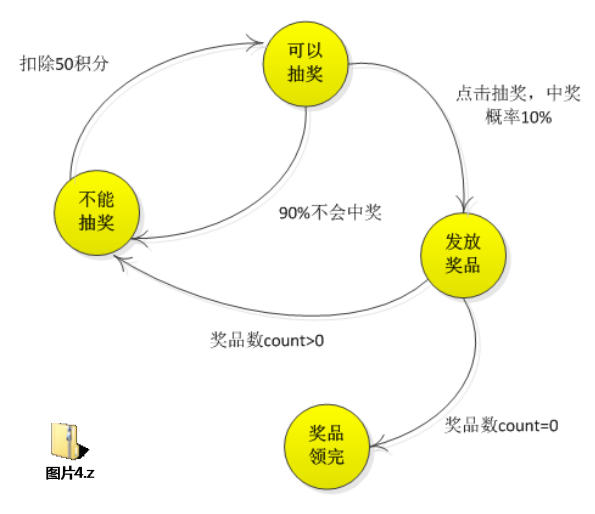 可以
抽奖
扣除50积分
点击抽奖，中奖
概率10%
不能
抽奖
90%不会中奖
发放
奖品
奖品数count>0
奖品
领完
奖品数count=0
图片4.z